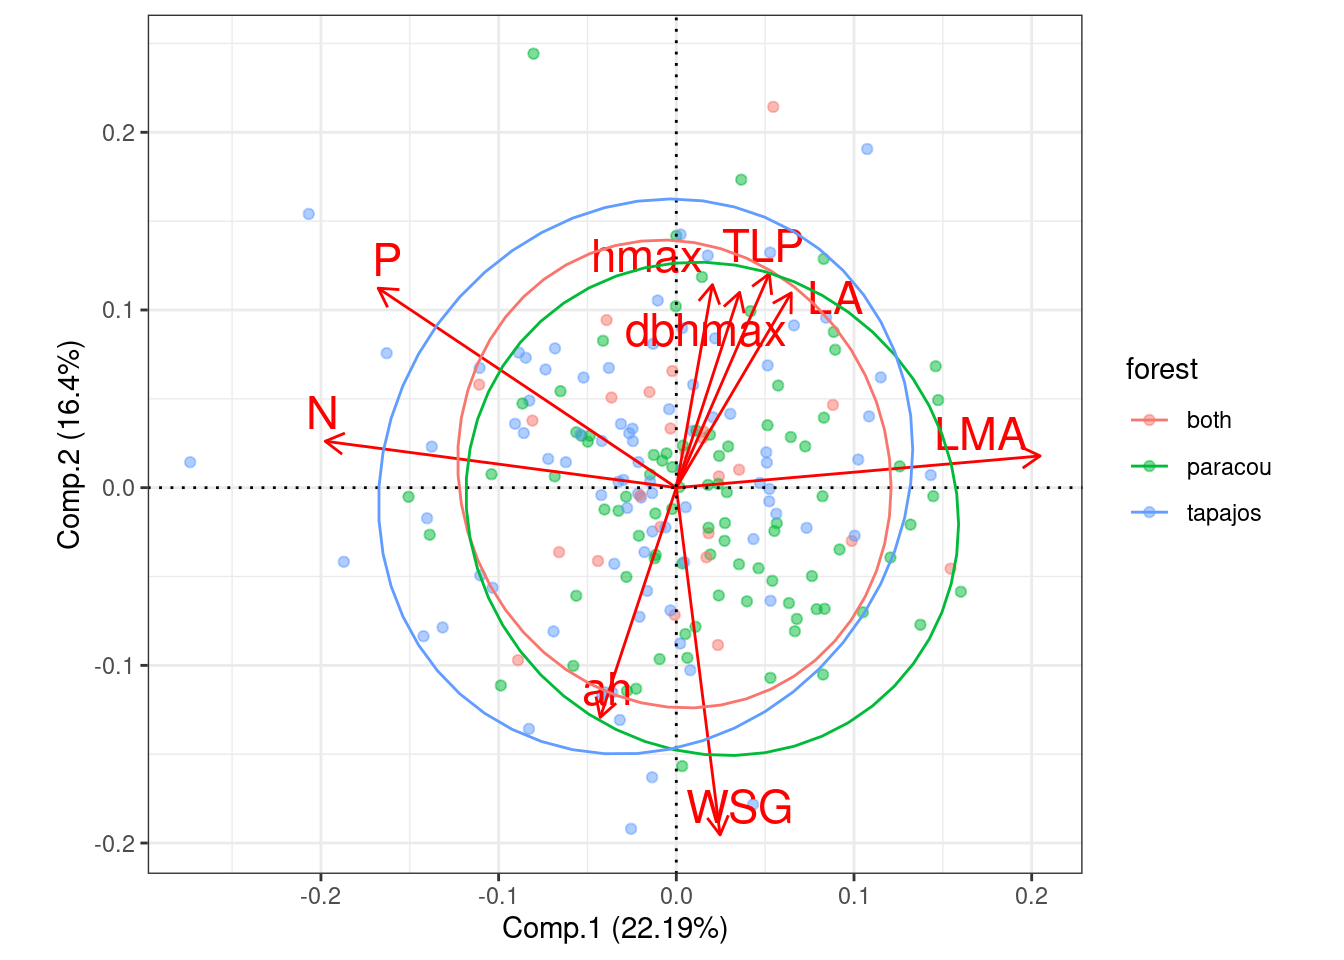 0.2
0.1
0.0
-0.1
-0.2
Comp.2 (16.4%)
P
hmax
TLP
LA
dbhmax
N
LMA
ah
WSG
-0.2
-0.1
0.0
0.1
0.2
Comp.1 (22.19%)
forest
both
paracou
tapajos